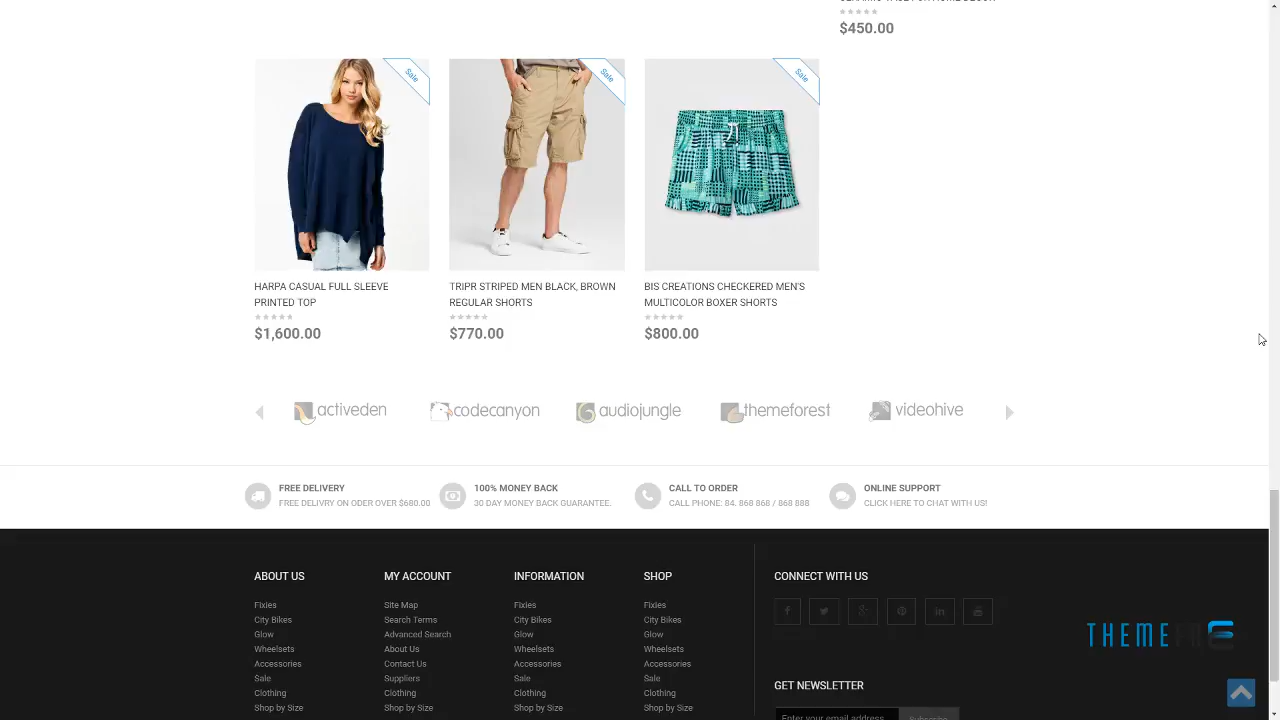 $450.00
Sale
Sale
Sale
HARPA CASUAL FULL SLEEVE
PRINTED TOP
$1,600.00
TRIPR STRIPED MEN BLACK, BROWN
REGULAR SHORTS
$770.00
BIS CREATIONS CHECKERED MEN'S
MULTICOLOR BOXER SHORTS
$800.00
activeden
codecanyon
audiojungle
themeforest
videohive
FREE DELIVERY
FREE DELIVRY ON ODER OVER $680.00
100% MONEY BACK
30 DAY MONEY BACK GUARANTEE.
CALL TO ORDER
CALL PHONE: 84. 868 868 / 868 888
ONLINE SUPPORT
CLICK HERE TO CHAT WITH US!
ABOUT US
Fixies
City Bikes
Glow
Wheelsets
Accessories
Sale
Clothing
Shop by Size
MY ACCOUNT
Site Map
Search Terms
Advanced Search
About Us
Contact Us
Suppliers
Clothing
Shop by Size
INFORMATION
Fixies
City Bikes
Glow
Wheelsets
Accessories
Sale
Clothing
Shop by Size
SHOP
Fixies
City Bikes
Glow
Wheelsets
Accessories
Sale
Clothing
Shop by Size
CONNECT WITH US
GET NEWSLETTER
Enter your email address
Subscribe